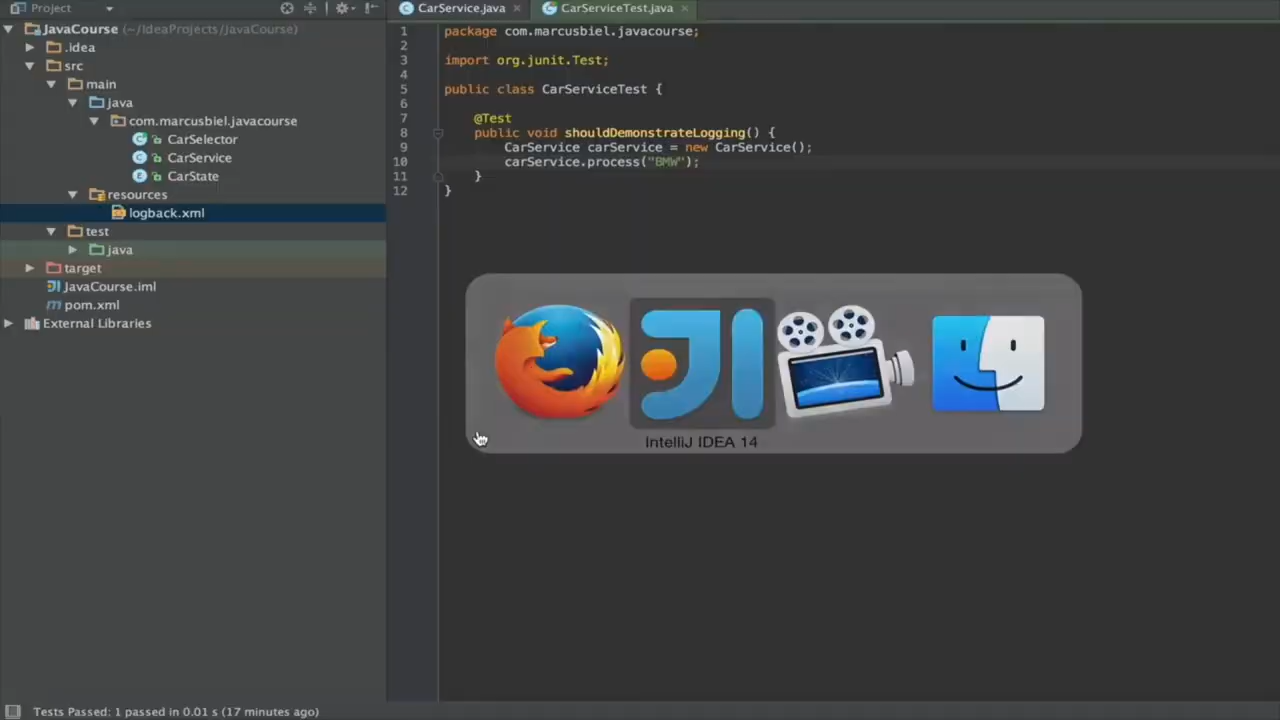 Project
JavaCourse (~/IdeaProjects/JavaCourse)
.idea
src
main
java
com.marcusbiel.javacourse
CarSelector
CarService
CarState
resources
logback.xml
test
java
target
JavaCourse.iml
pom.xml
External Libraries
CarService.java
CarServiceTest.java
1 package com.marcusbiel.javacourse;
2
3 import org.junit.Test;
4
5 public class CarServiceTest {
6
7 @Test
8 public void shouldDemonstrateLogging() {
9 CarService carService = new CarService();
10 carService.process("BMW");
11 }
12 }
IntelliJ IDEA 14
Tests Passed: 1 passed in 0.01 s (17 minutes ago)